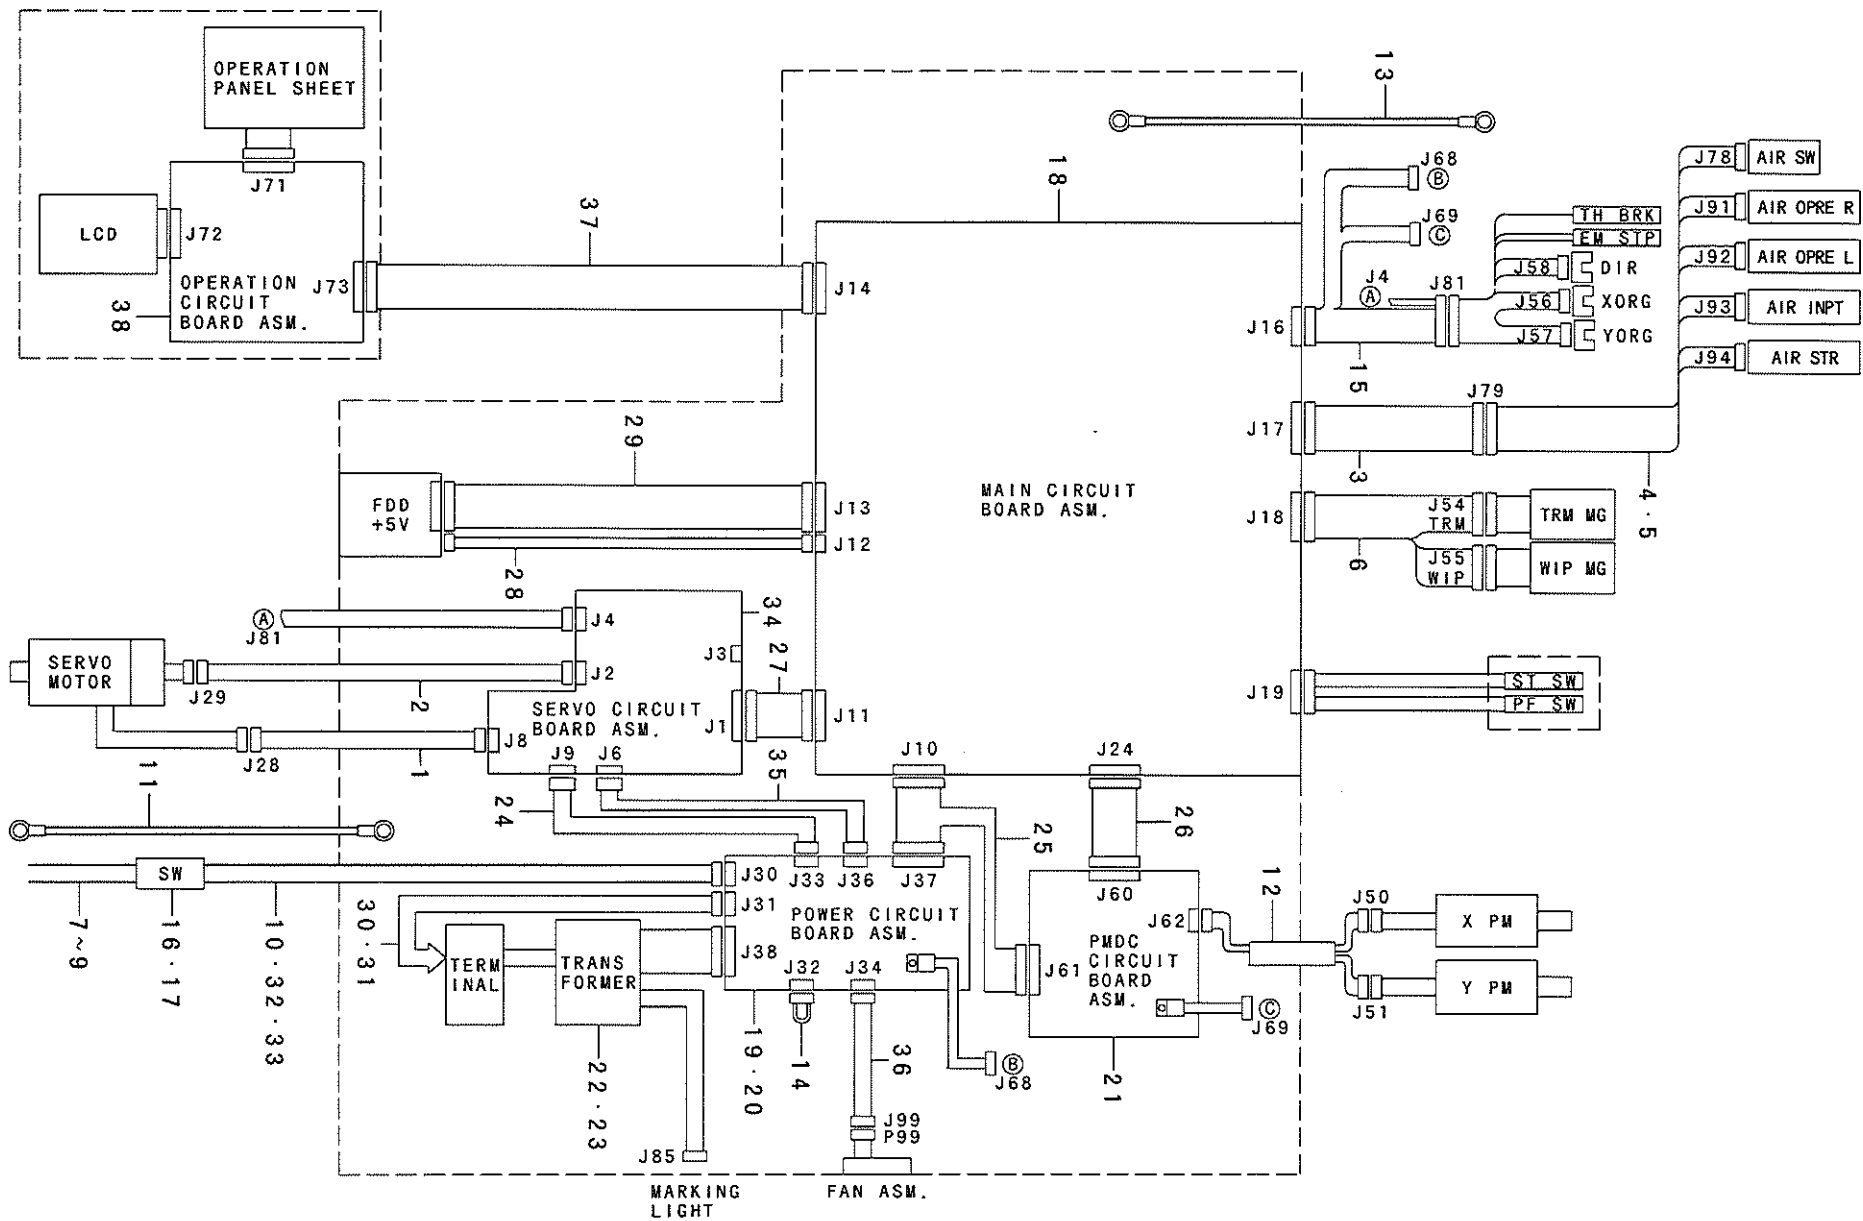 OPERATION
PANEL SHEET
J71
LCD
J72
OPERATION
CIRCUIT
BOARD ASM.
J73
38
37
J14
18
13
J68
B
J69
C
J4
A
J81
TH BRK
EM STP
J58
DIR
J56
XORG
J57
YORG
J16
15
J78
AIR SW
J91
AIR OPRE R
J92
AIR OPRE L
J93
AIR INPT
J94
AIR STR
J17
3
J79
4·5
MAIN CIRCUIT
BOARD ASM.
J18
6
J54
TRM
TRM MG
J55
WIP
WIP MG
J19
ST SW
PF SW
FDD
+5V
29
J13
J12
28
A
J81
J4
34
J3
27
SERVO
MOTOR
J29
2
J2
SERVO CIRCUIT
BOARD ASM.
J1
J11
J28
1
J8
J9
J6
35
J10
J24
11
24
25
26
SW
7~9
16·17
10·32·33
30·31
J30
J31
J38
J33
J36
J37
POWER CIRCUIT
BOARD ASM.
J32
J34
TERM
INAL
TRANS
FORMER
22·23
19·20
14
36
J99
P99
J85
MARKING
LIGHT
FAN ASM.
B
J68
J60
J61
J62
PMDC
CIRCUIT
BOARD
ASM.
21
C
J69
12
J50
X PM
J51
Y PM